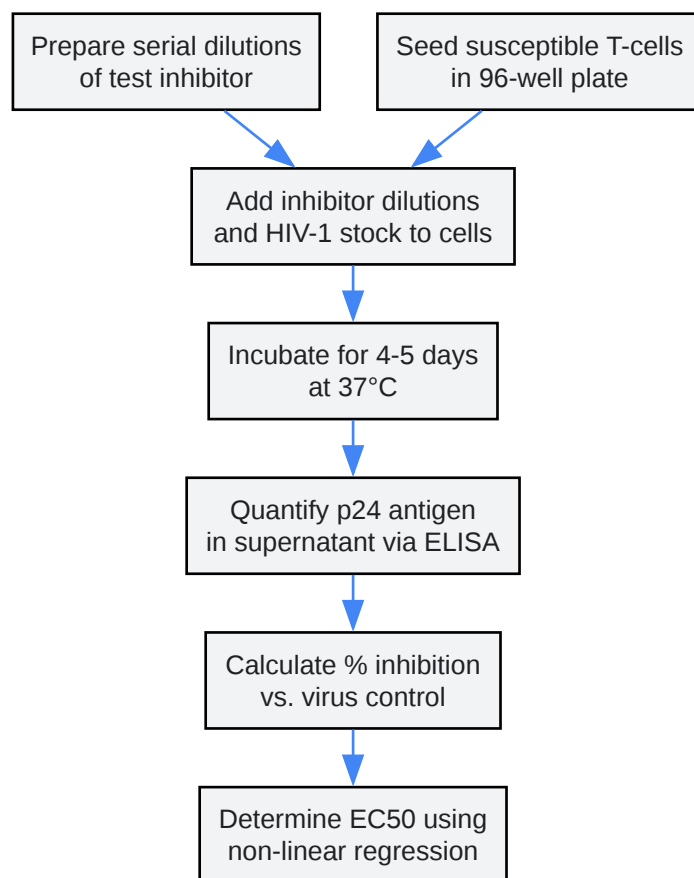 Prepare serial dilutions
of test inhibitor
Seed susceptible T-cells
in 96-well plate
Add inhibitor dilutions
and HIV-1 stock to cells
Incubate for 4-5 days
at 37°C
Quantify p24 antigen
in supernatant via ELISA
Calculate % inhibition
vs. virus control
Determine EC50 using
non-linear regression